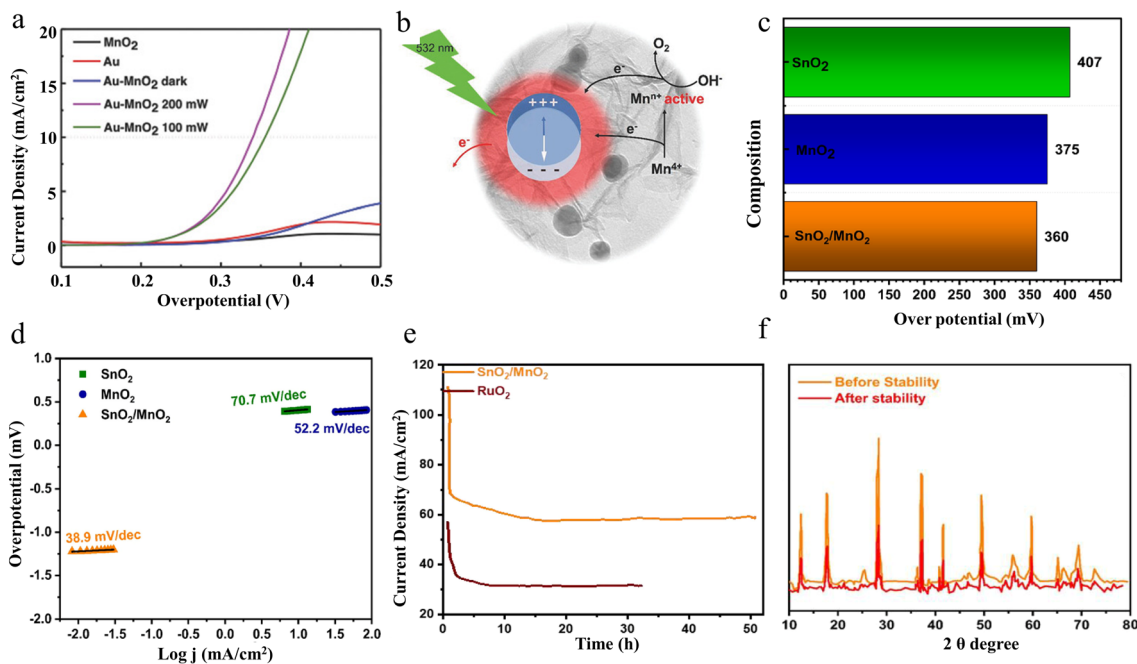 a
20
15
10
5
0
Current Density (mA/cm²)
MnO₂
Au
Au-MnO₂ dark
Au-MnO₂ 200 mW
Au-MnO₂ 100 mW
0.1 0.2 0.3 0.4 0.5
Overpotential (V)
b
532 nm
O₂
e⁻
OH⁻
Mnⁿ⁺ active
+ + +
e⁻
e⁻
- - -
Mn⁴⁺
c
Composition
SnO₂
407
MnO₂
375
SnO₂/MnO₂
360
0 50 100 150 200 250 300 350 400 450
Over potential (mV)
d
Overpotential (mV)
1.0
0.5
0.0
-0.5
-1.0
-1.5
-2.0
SnO₂
MnO₂
SnO₂/MnO₂
70.7 mV/dec
52.2 mV/dec
38.9 mV/dec
-2.0 -1.5 -1.0 -0.5 0.0 0.5 1.0 1.5 2.0
Log j (mA/cm²)
e
Current Density (mA/cm²)
120
100
80
60
40
20
SnO₂/MnO₂
RuO₂
0 10 20 30 40 50
Time (h)
f
Before Stability
After stability
10 20 30 40 50 60 70 80
2 θ degree